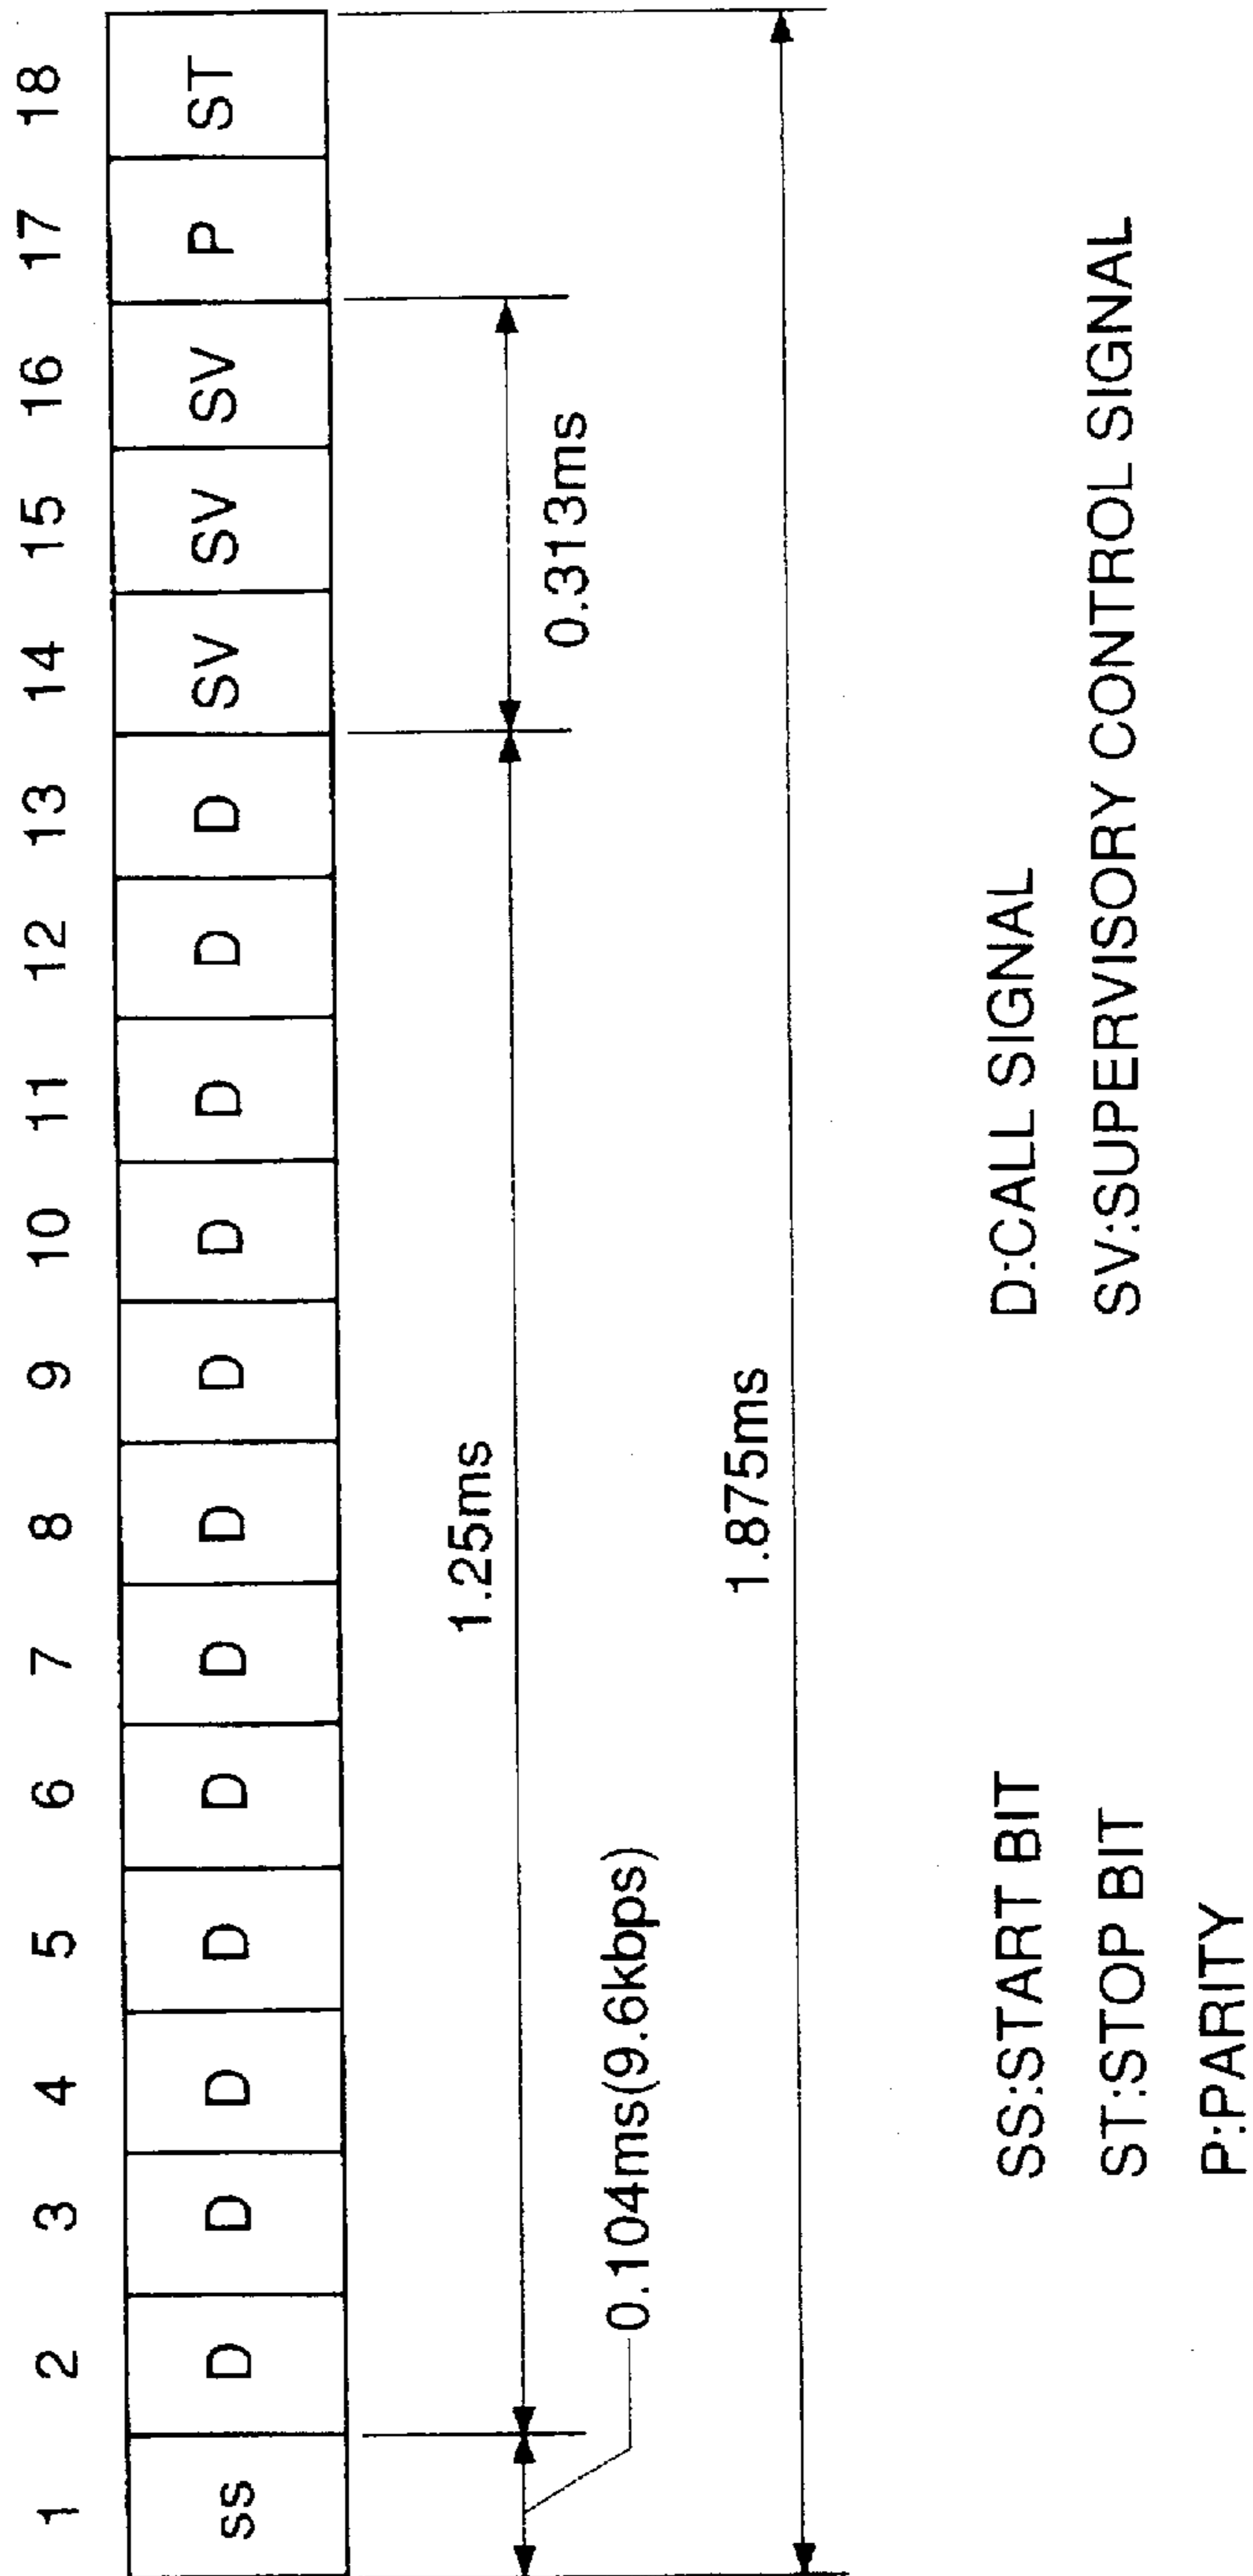 1 2 3 4 5 6 7 8 9 10 11 12 13 14 15 16 17 18
SS D D D D D D D D D D D D SV SV SV P ST
1.25ms
0.313ms
0.104ms(9.6kbps)
1.875ms
SS:START BIT
D:CALL SIGNAL
ST:STOP BIT
SV:SUPERVISORY CONTROL SIGNAL
P:PARITY